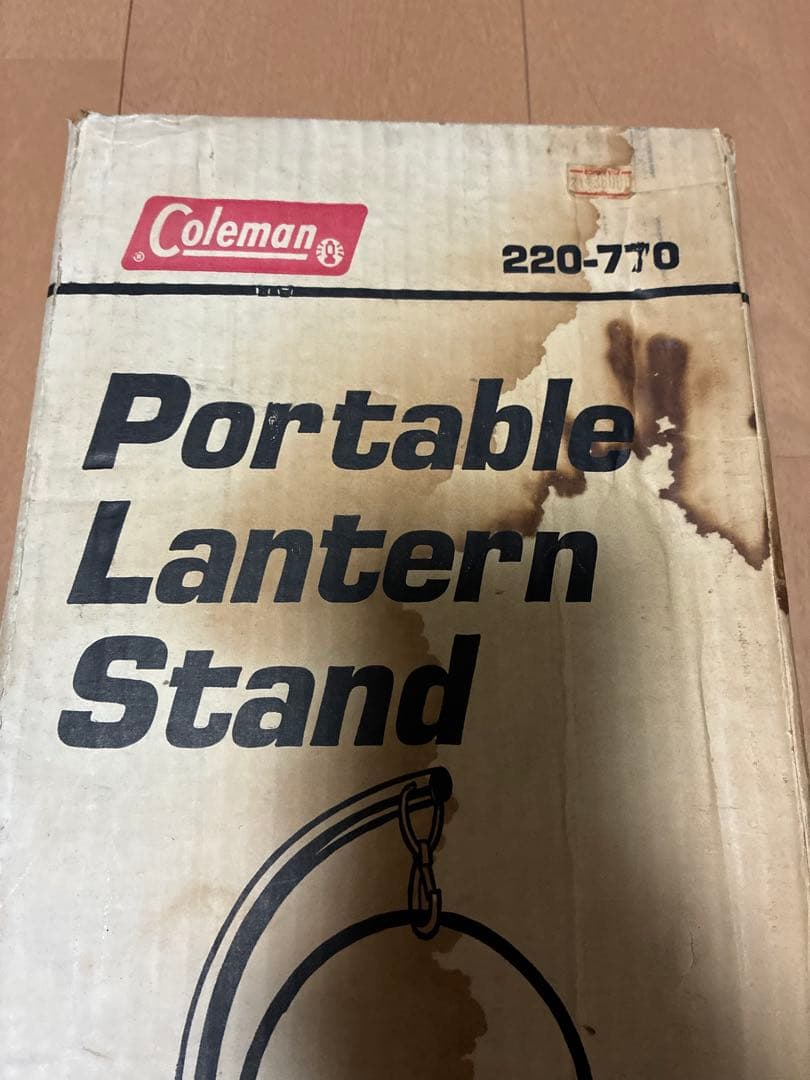 Coleman
®
220-770
Portable
Lantern
Stand